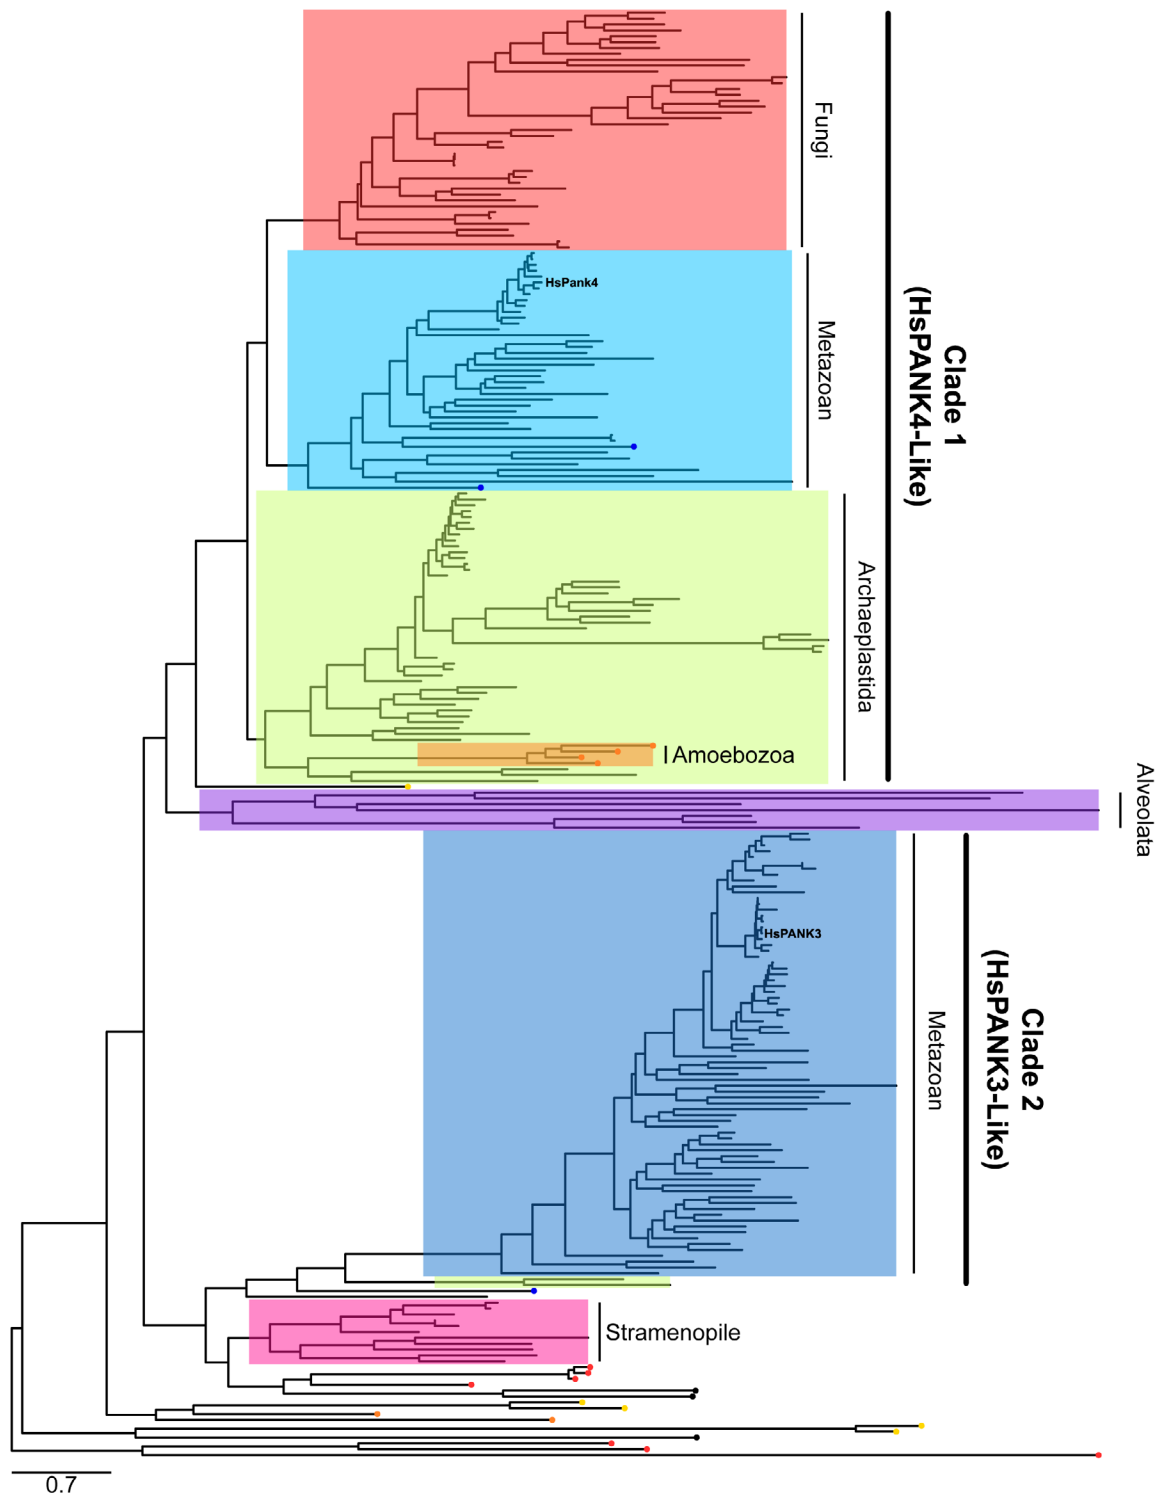 Fungi
HsPank4
Metazoan
Clade 1
(HsPANK4-Like)
Archaeplastida
Amoebozoa
Alveolata
HsPANK3
Metazoan
Clade 2
(HsPANK3-Like)
Stramenopile
0.7